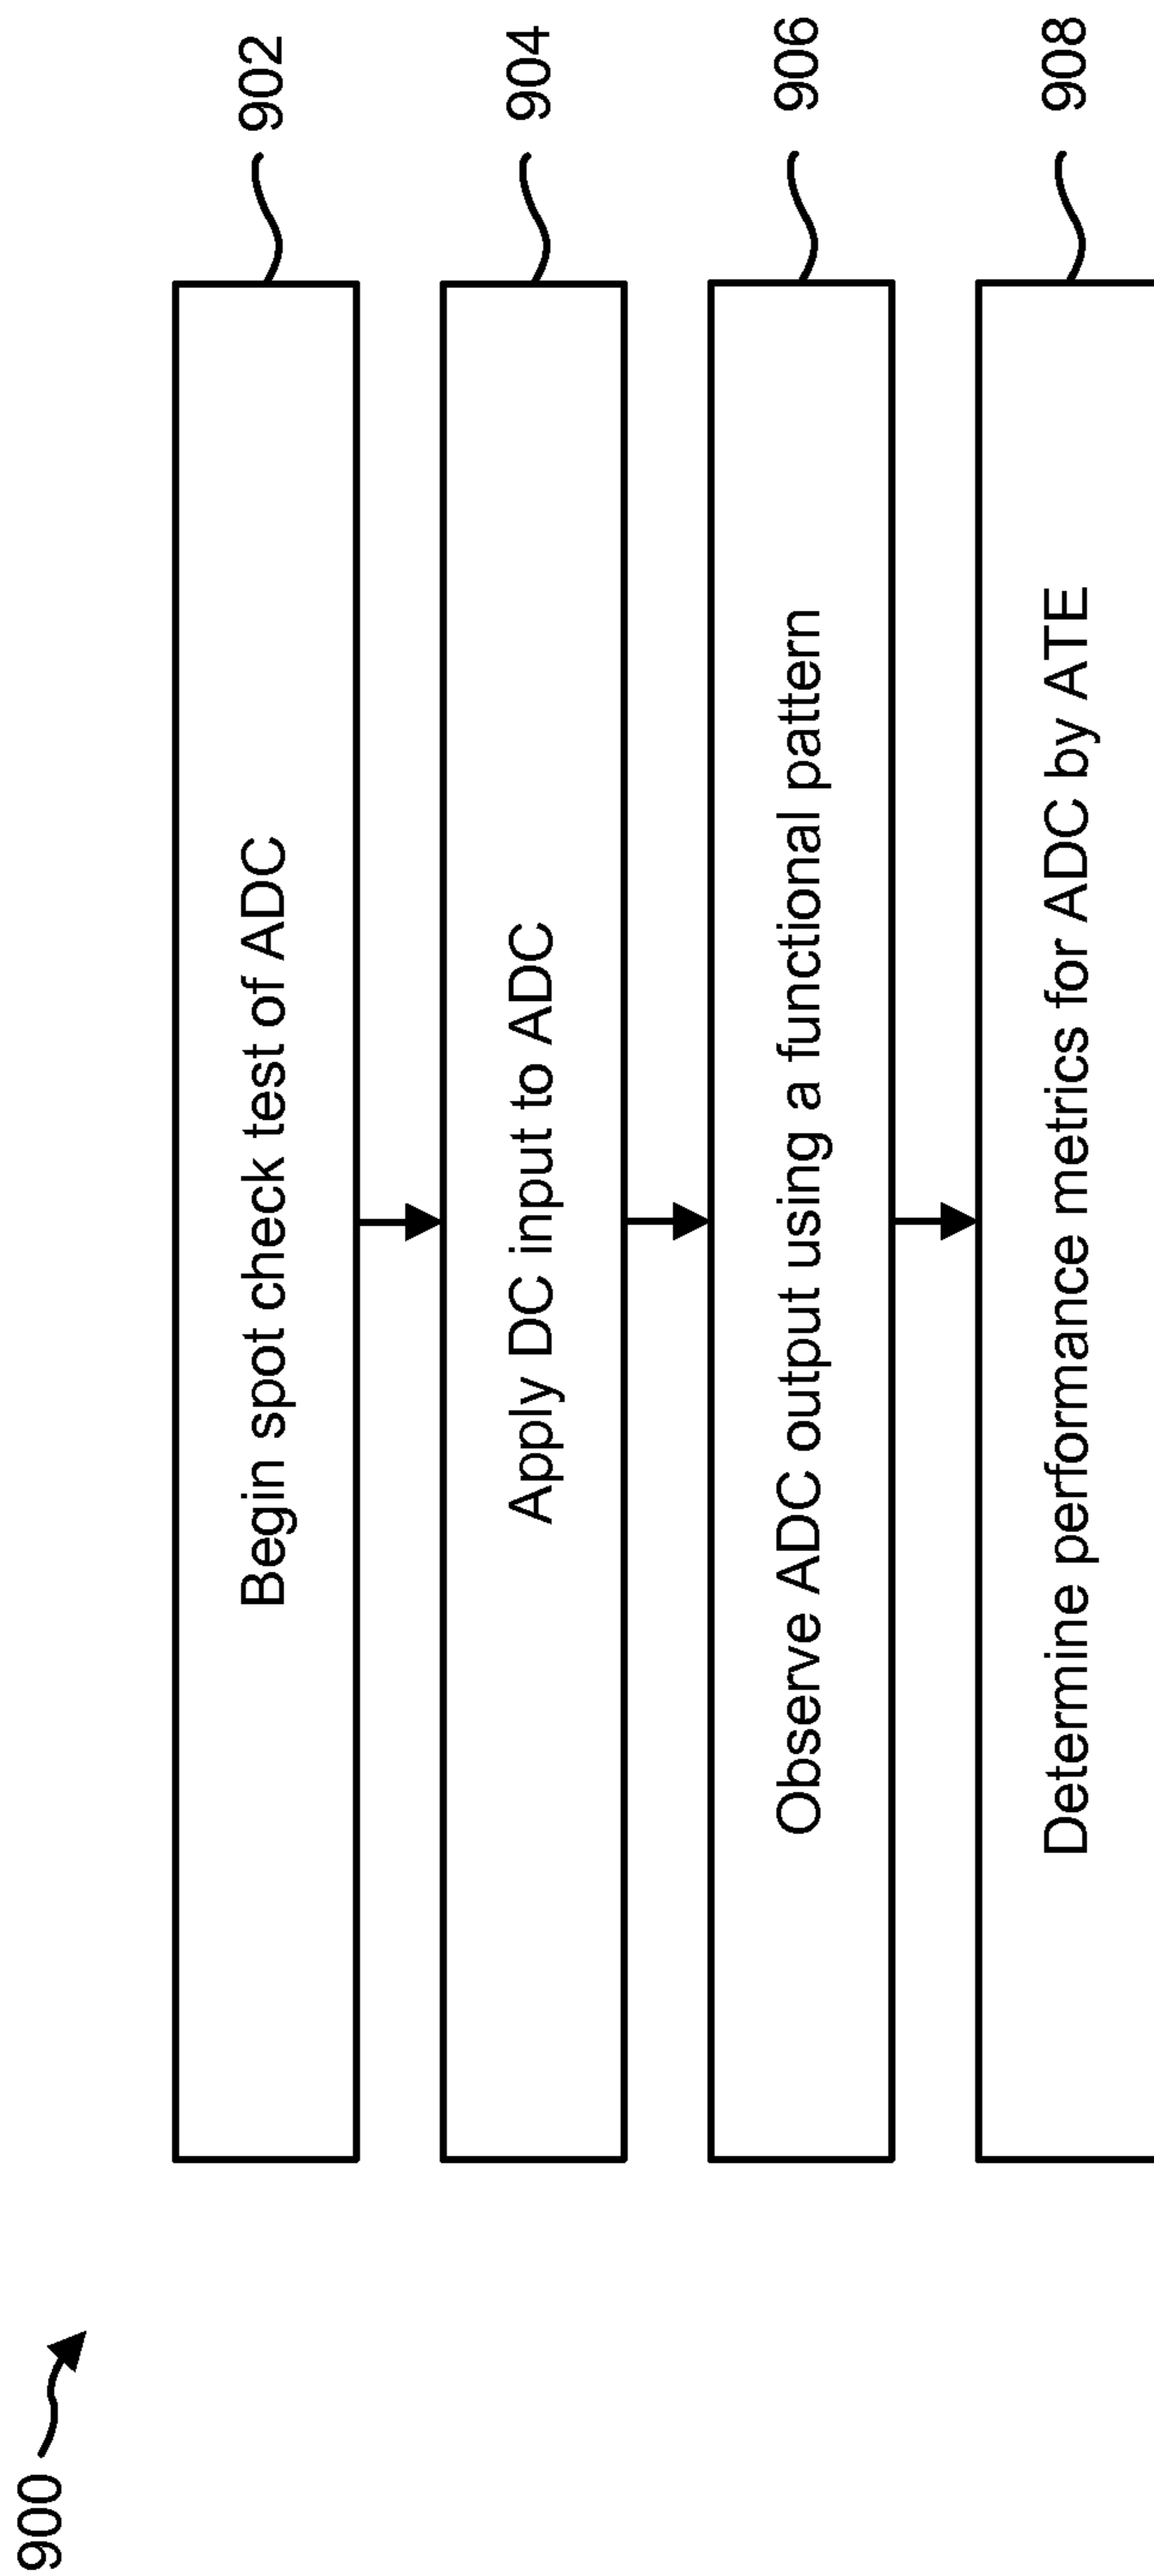 900
Begin spot check test of ADC
902
Apply DC input to ADC
904
Observe ADC output using a functional pattern
906
Determine performance metrics for ADC by ATE
908